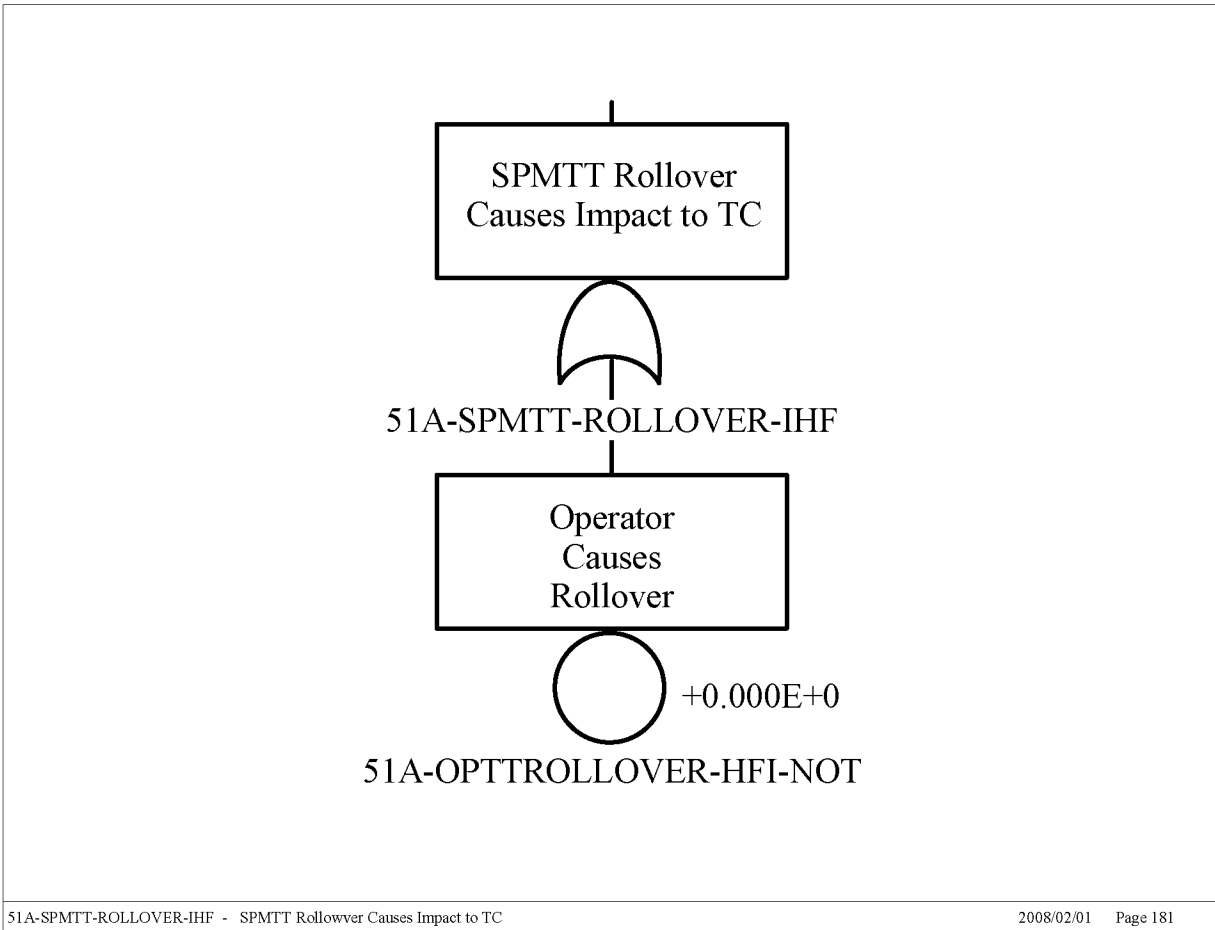 SPMTT Rollover
Causes Impact to TC
51A-SPMTT-ROLLOVER-IHF
Operator
Causes
Rollover
+0.000E+0
51A-OPTTROLLOVER-HFI-NOT
51A-SPMTT-ROLLOVER-IHF - SPMTT Rollowver Causes Impact to TC
2008/02/01 Page 181